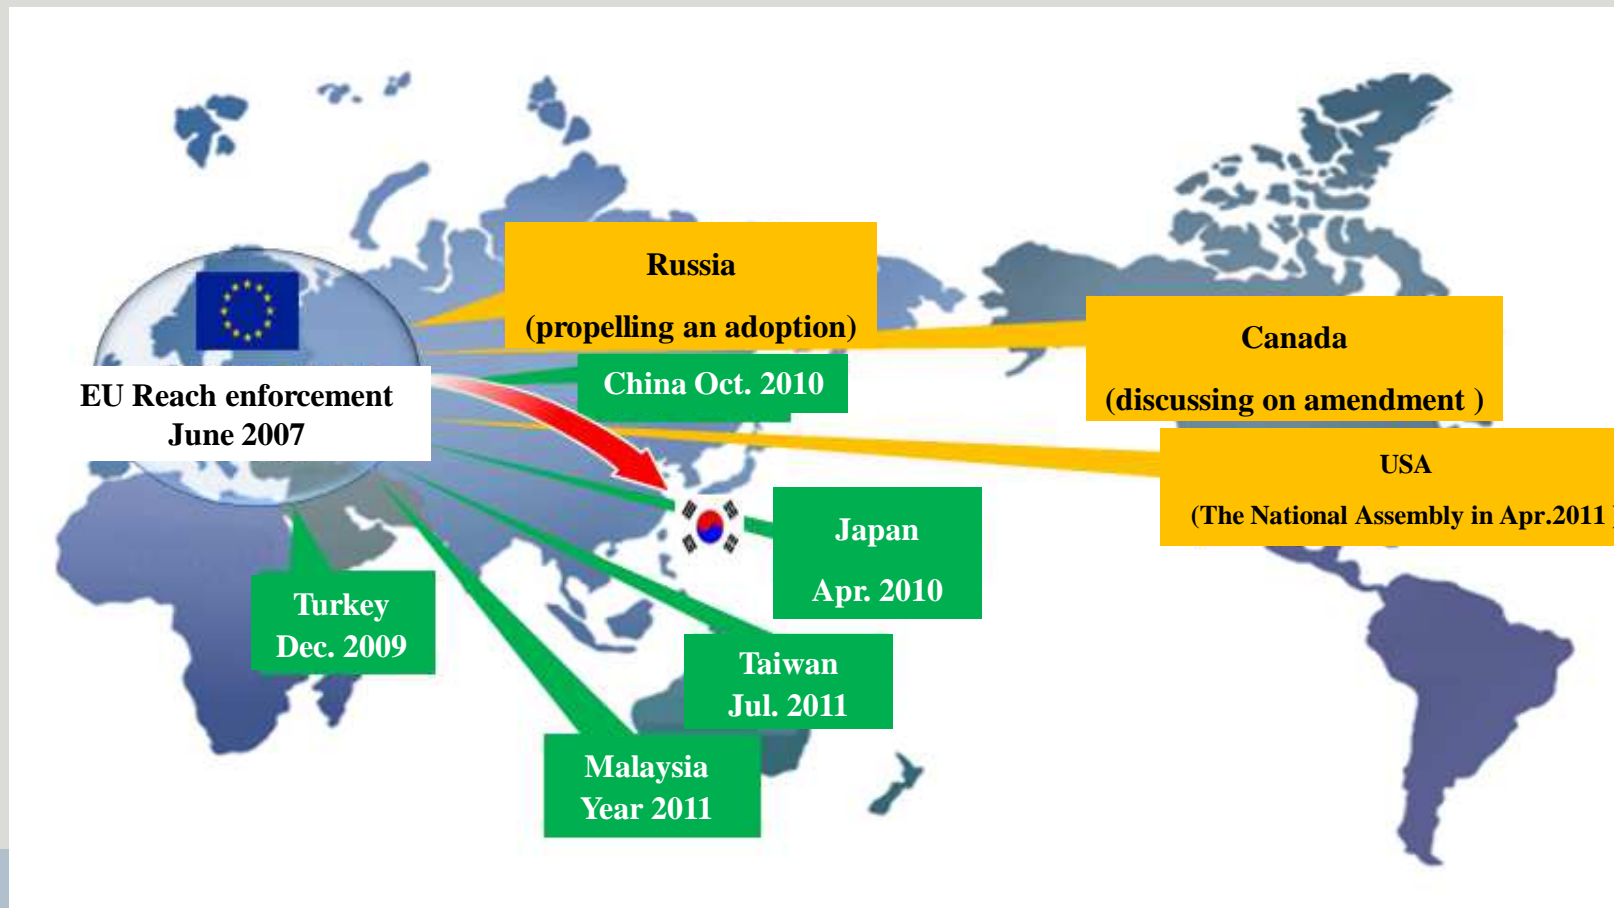 Russia
(propelling an adoption)
Canada
(discussing on amendment )
China Oct. 2010
EU Reach enforcement
June 2007
USA
(The National Assembly in Apr.2011 )
Japan
Apr. 2010
Turkey
Dec. 2009
Taiwan
Jul. 2011
Malaysia
Year 2011